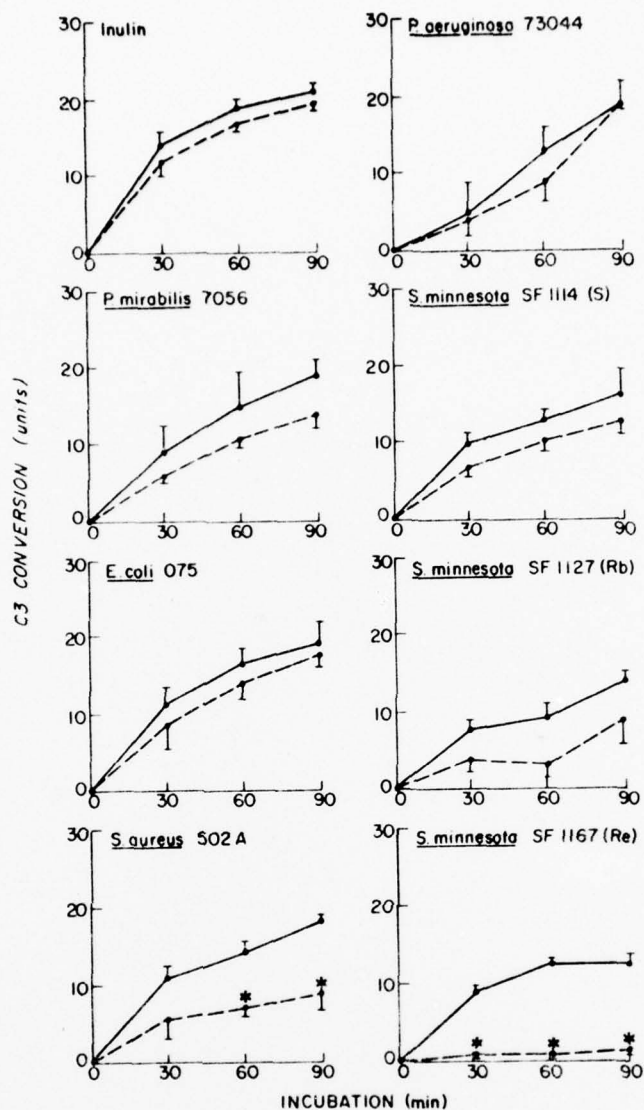 Inulin
30
20
10
0
0 30 60 90
P. aeruginosa 73044
30
20
10
0
0 30 60 90
P. mirabilis 7056
30
20
10
0
0 30 60 90
S. minnesota SF 1114 (S)
30
20
10
0
0 30 60 90
C3 CONVERSION (units)
E. coli 075
30
20
10
0
0 30 60 90
S. minnesota SF 1127 (Rb)
30
20
10
0
0 30 60 90
S. aureus 502 A
30
20
10
0
0 30 60 90
* *
S. minnesota SF 1167 (Re)
30
20
10
0
0 30 60 90
* * *
INCUBATION (min)